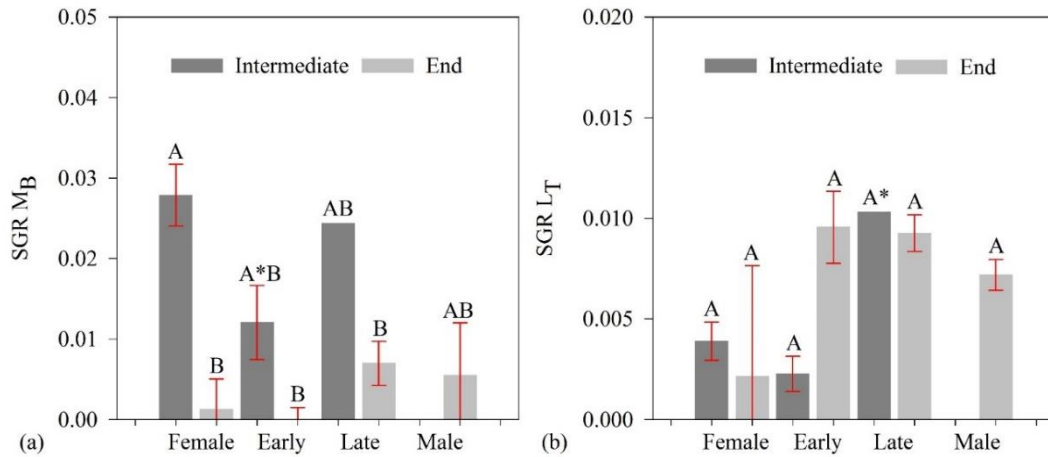 0.05
0.04
0.03
0.02
0.01
0.00
SGR M_B
Intermediate End
A
B
A*B
B
AB
B
AB
Female Early Late Male
(a)
0.020
0.015
0.010
0.005
0.000
SGR L_T
Intermediate End
A
A
A
A
A*
A
A
Female Early Late Male
(b)